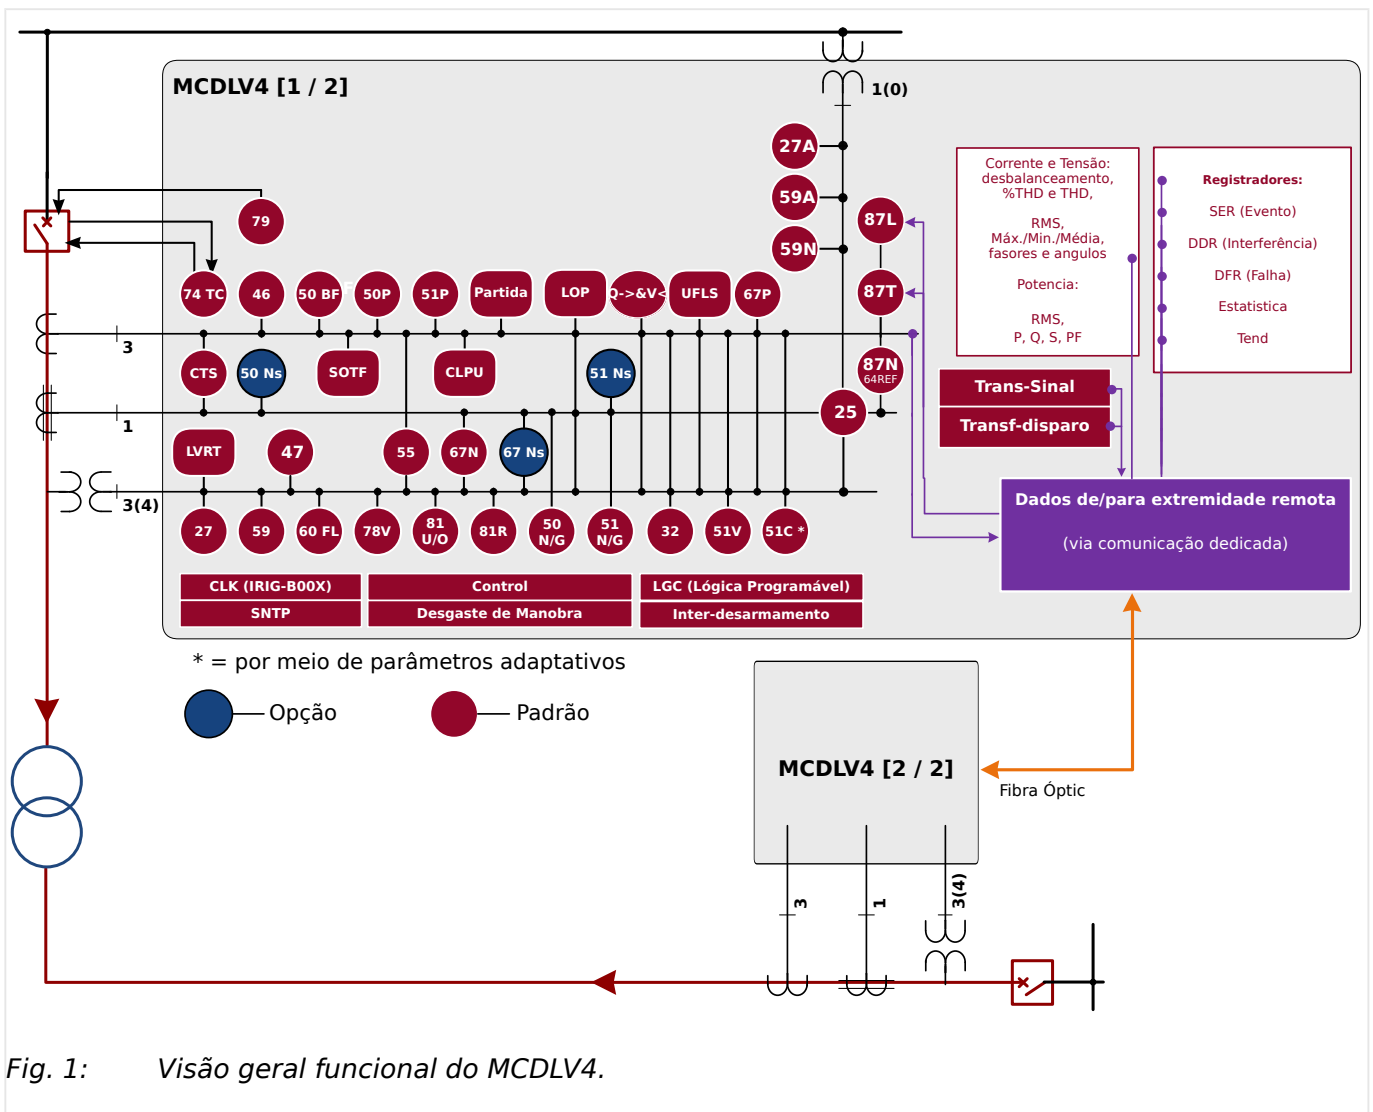 MCDLV4 [1 / 2]
1(0)
27A
59A
59N
87L
79
Corrente e Tensão:
desbalanceamento,
%THD e THD,
RMS,
Máx./Min./Média,
fasores e angulos
Potencia:
RMS,
P, Q, S, PF
Registradores:
SER (Evento)
DDR (Interferência)
DFR (Falha)
Estatistica
Tend
74 TC
46
50 BF
50P
51P
Partida
LOP
Q->&V<
UFLS
67P
87T
3
CTS
50 Ns
SOTF
CLPU
51 Ns
87N
64REF
Trans-Sinal
Transf-disparo
1
25
LVRT
47
55
67N
67 Ns
3(4)
27
59
60 FL
78V
81
U/O
81R
50
N/G
51
N/G
32
51V
51C *
Dados de/para extremidade remota
(via comunicação dedicada)
CLK (IRIG-B00X)
Control
LGC (Lógica Programável)
SNTP
Desgaste de Manobra
Inter-desarmamento
* = por meio de parâmetros adaptativos
Opção
Padrão
MCDLV4 [2 / 2]
Fibra Óptic
3
1
3(4)
Fig. 1: Visão geral funcional do MCDLV4.